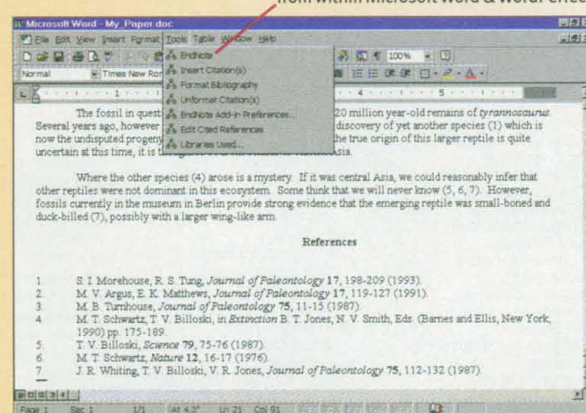 from within Microsoft Word &
Microsoft Word - My_Paper.doc
File Edit View Insert Format Tools Table Window Help
EndNote
Insert Citation(s)
Format Bibliography
Unformat Citation(s)
EndNote Add-in Preferences...
Edit Cited References
Libraries Used...
100%
Normal Times New Ro
The fossil in quest 20 million year-old remains of tyrannosaurus.
Several years ago, however discovery of yet another species (1) which is
now the undisputed progeny the true origin of this larger reptile is quite
uncertain at this time, it is t sia.
Where the other species (4) arose is a mystery. If it was central Asia, we could reasonably infer that
other reptiles were not dominant in this ecosystem. Some think that we will never know (5, 6, 7). However,
fossils currently in the museum in Berlin provide strong evidence that the emerging reptile was small-boned and
duck-billed (7), possibly with a larger wing-like arm.
References
1. S. I. Morehouse, R. S. Tung, Journal of Paleontology 17, 198-209 (1993).
2. M. V. Argus, E. K. Matthews, Journal of Paleontology 17, 119-127 (1991).
3. M. B. Turnhouse, Journal of Paleontology 75, 11-15 (1987).
4. M. T. Schwartz, T. V. Billoski, in Extinction B. T. Jones, N. V. Smith, Eds. (Barnes and Ellis, New York,
1990) pp. 175-189.
5. T. V. Billoski, Science 79, 75-76 (1987).
6. M. T. Schwartz, Nature 12, 16-17 (1976).
7. J. R. Whiting, T. V. Billoski, V. R. Jones, Journal of Paleontology 75, 112-132 (1987).
Page 1 Sec 1 1/1 At 4.3" Ln 21 Col 91